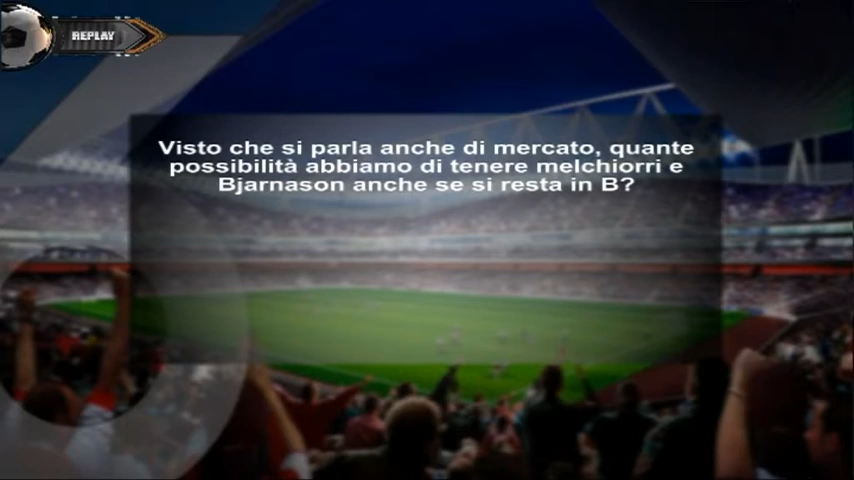 REPLAY
Visto che si parla anche di mercato, quante
possibilità abbiamo di tenere melchiorri e
Bjarnason anche se si resta in B?